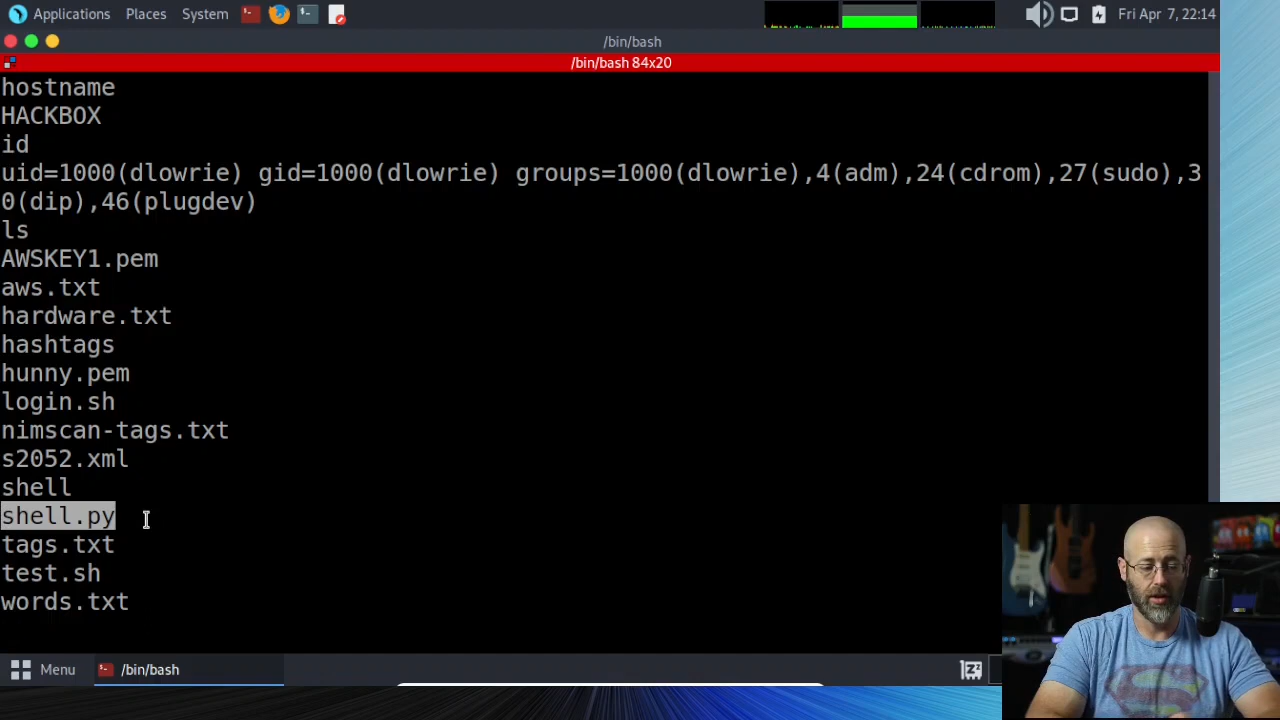 Applications Places System Fri Apr 7, 22:14
/bin/bash
/bin/bash 84x20
hostname
HACKBOX
id
uid=1000(dlowrie) gid=1000(dlowrie) groups=1000(dlowrie),4(adm),24(cdrom),27(sudo),3
0(dip),46(plugdev)
ls
AWSKEY1.pem
aws.txt
hardware.txt
hashtags
hunny.pem
login.sh
nimscan-tags.txt
s2052.xml
shell
shell.py
tags.txt
test.sh
words.txt
Menu /bin/bash